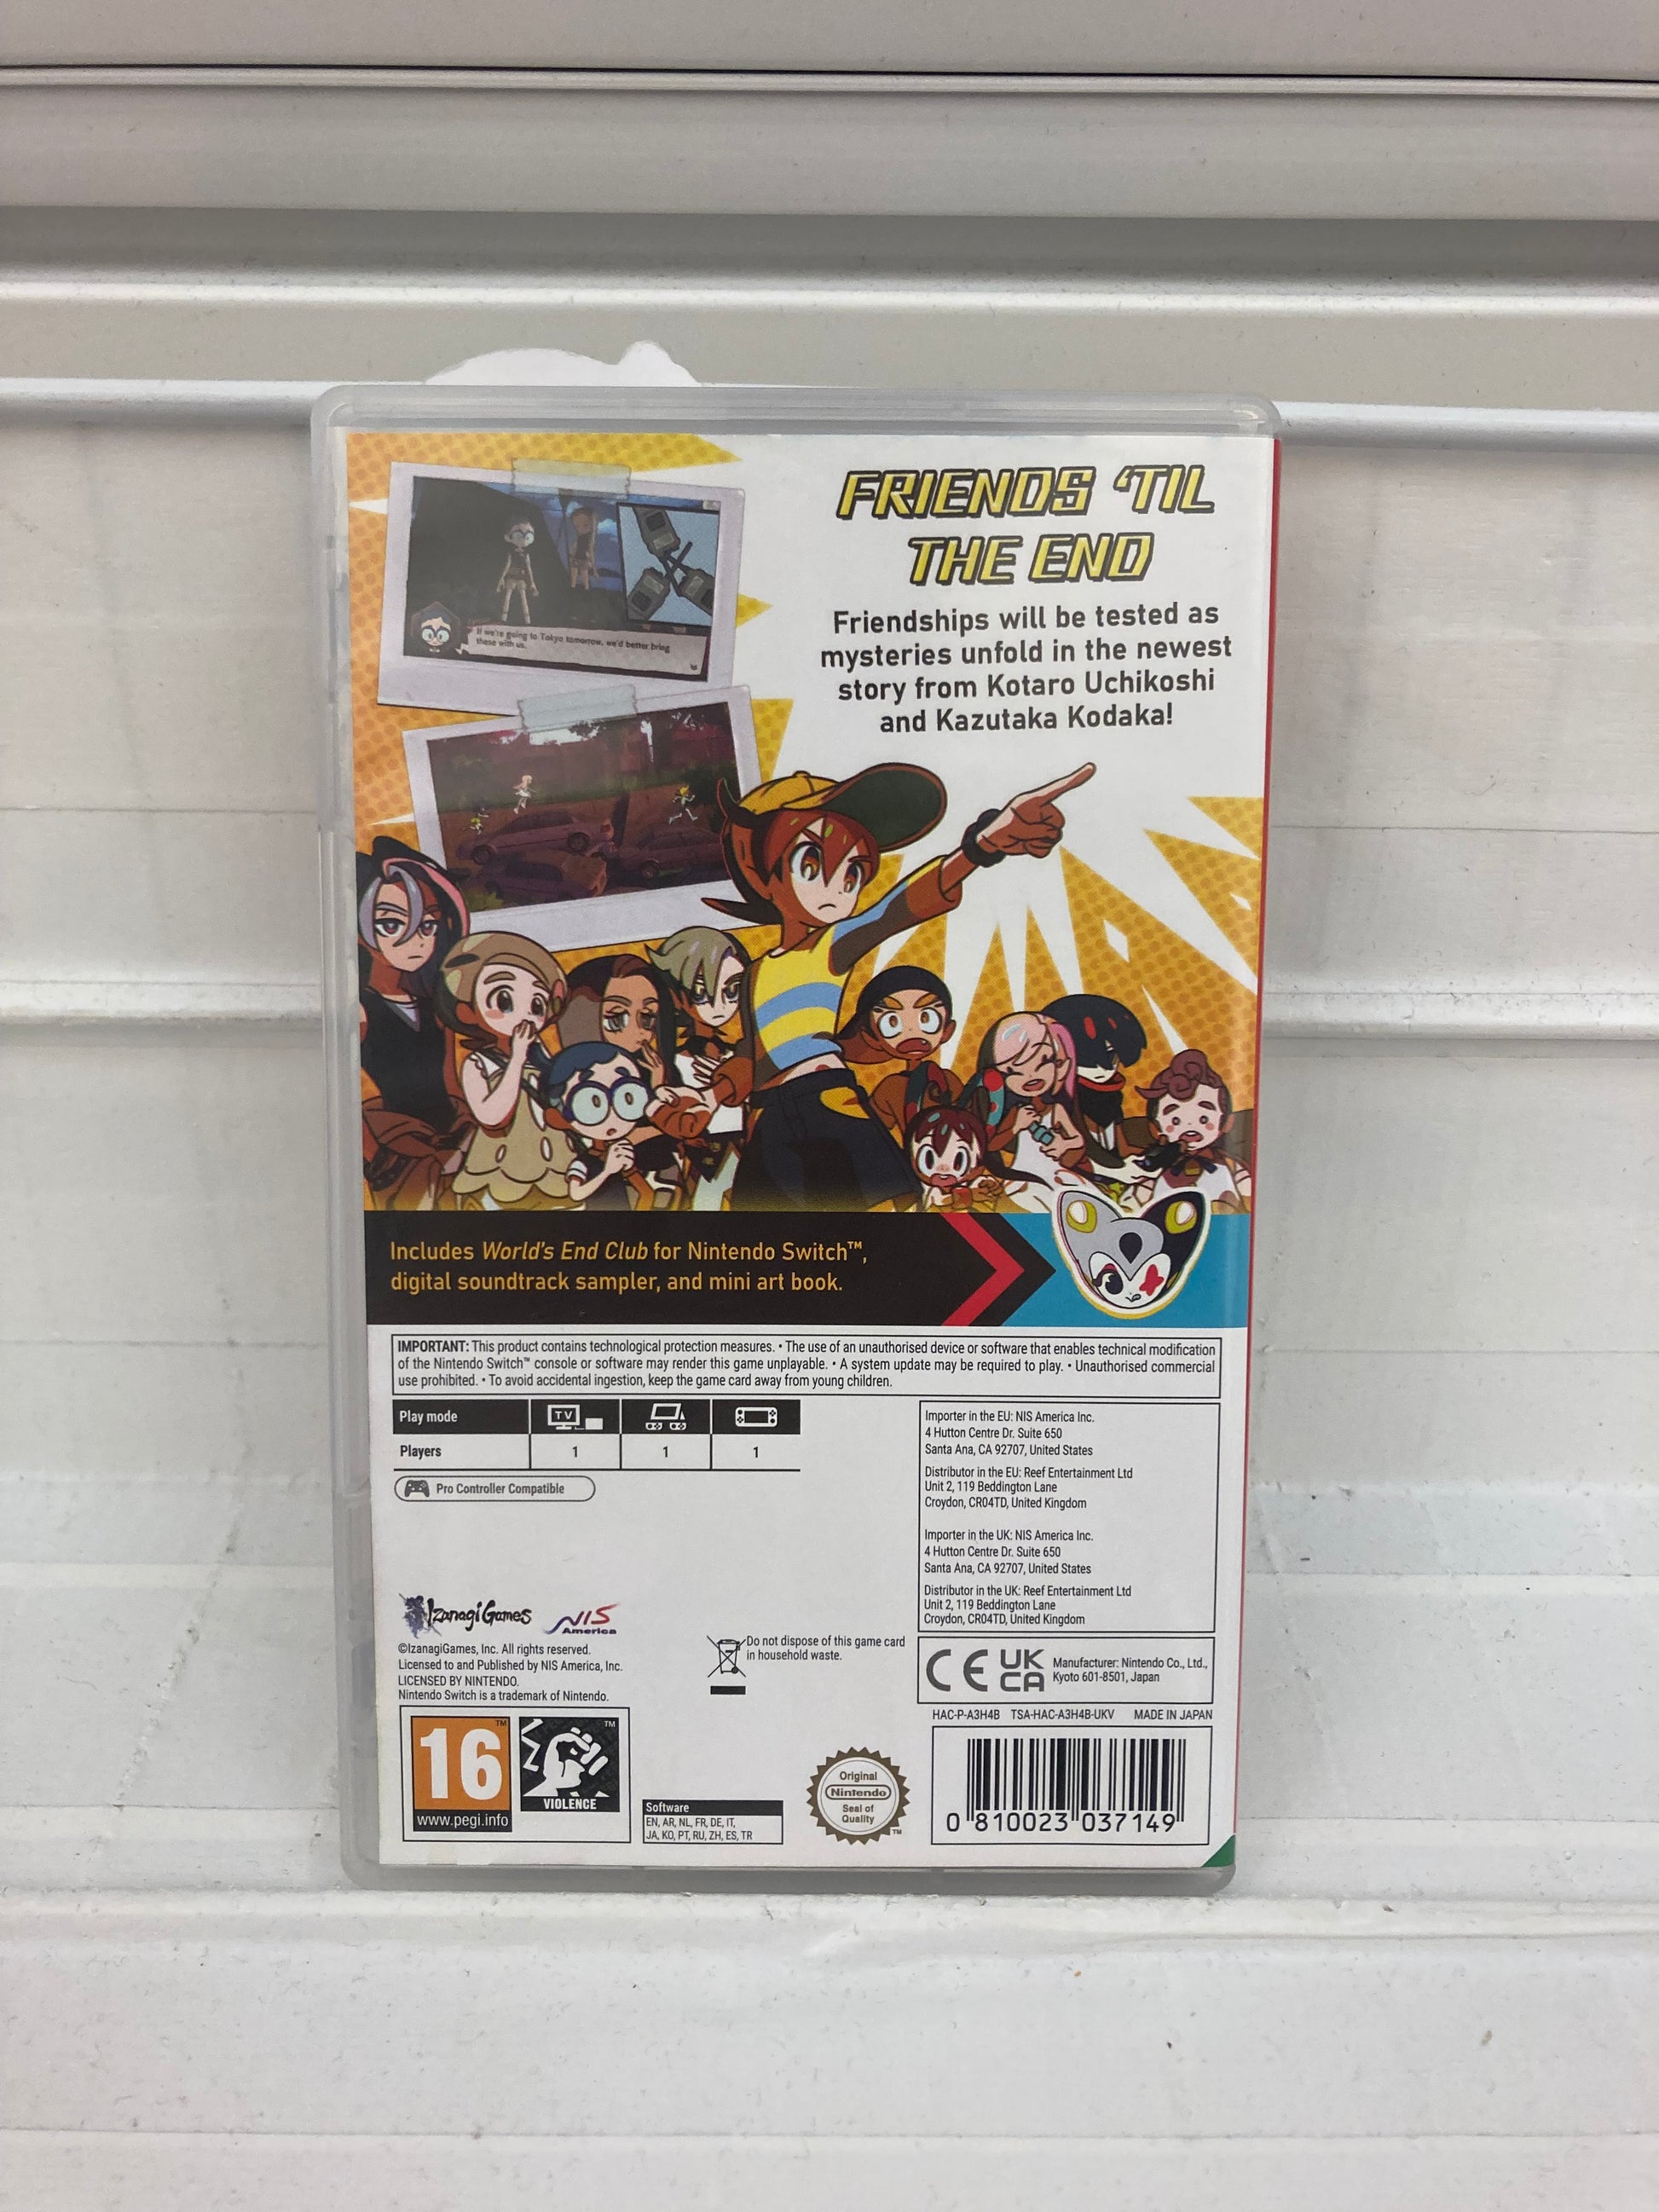 FRIENDS 'TIL
THE END
Friendships will be tested as
mysteries unfold in the newest
story from Kotaro Uchikoshi
and Kazutaka Kodaka!
If we're going to Tokyo tomorrow, we'd better bring
these with us.
Includes World's End Club for Nintendo Switch™,
digital soundtrack sampler, and mini art book.
IMPORTANT: This product contains technological protection measures. • The use of an unauthorised device or software that enables technical modification
of the Nintendo Switch™ console or software may render this game unplayable. • A system update may be required to play. • Unauthorised commercial
use prohibited. • To avoid accidental ingestion, keep the game card away from young children.
Play mode TV
Players 1 1 1
Pro Controller Compatible
Importer in the EU: NIS America Inc.
4 Hutton Centre Dr. Suite 650
Santa Ana, CA 92707, United States
Distributor in the EU: Reef Entertainment Ltd
Unit 2, 119 Beddington Lane
Croydon, CR04TD, United Kingdom
Importer in the UK: NIS America Inc.
4 Hutton Centre Dr. Suite 650
Santa Ana, CA 92707, United States
Distributor in the UK: Reef Entertainment Ltd
Unit 2, 119 Beddington Lane
Croydon, CR04TD, United Kingdom
IzanagiGames NIS
America
©IzanagiGames, Inc. All rights reserved.
Licensed to and Published by NIS America, Inc.
LICENSED BY NINTENDO.
Nintendo Switch is a trademark of Nintendo.
Do not dispose of this game card
in household waste.
CE UK
CA
Manufacturer: Nintendo Co., Ltd.,
Kyoto 601-8501, Japan
HAC-P-A3H4B TSA-HAC-A3H4B-UKV MADE IN JAPAN
16™
www.pegi.info
™
VIOLENCE
Software
EN, AR, NL, FR, DE, IT,
JA, KO, PT, RU, ZH, ES, TR
Original
Nintendo
Seal of
Quality
™
0 810023 037149